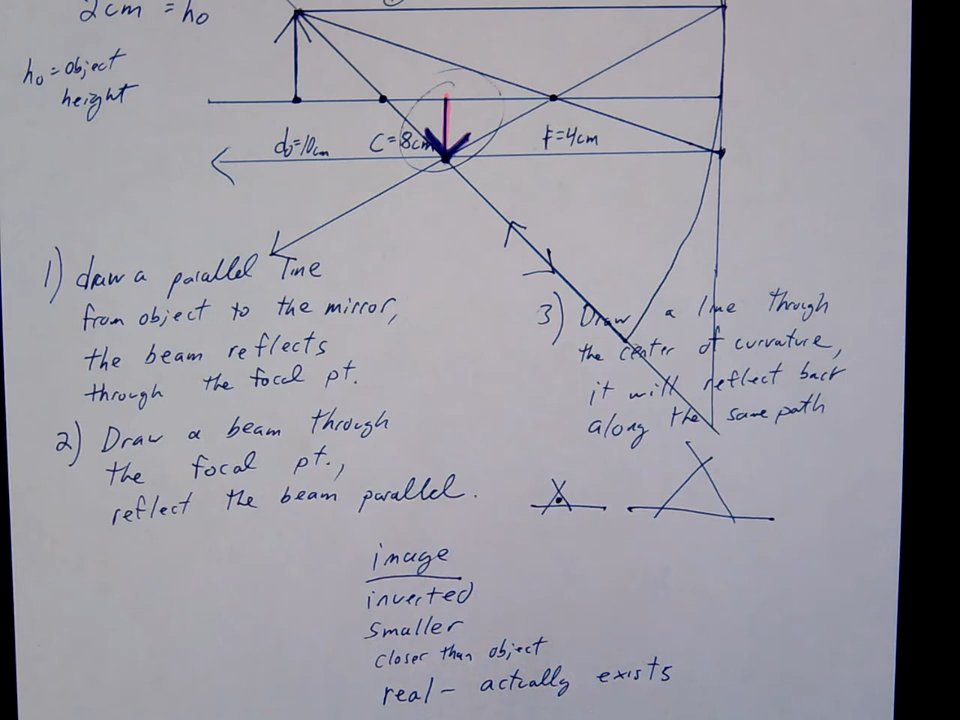 2cm = ho
ho = object
height
do=10cm
C=8cm
F=4cm
1) draw a parallel line
from object to the mirror,
the beam reflects
through the focal pt.
2) Draw a beam through
the focal pt.,
reflect the beam parallel.
3) Draw a line through
the center of curvature,
it will reflect back
along the same path
image
inverted
smaller
closer than object
real - actually exists